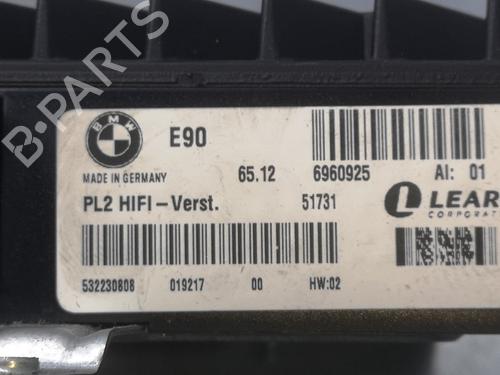 BMW
E90
MADE IN GERMANY
65.12 6960925 AI: 01
PL2 HIFI-Verst. 51731
LEAR
CORPORAT
532230808 019217 00 HW:02
B-PARTS